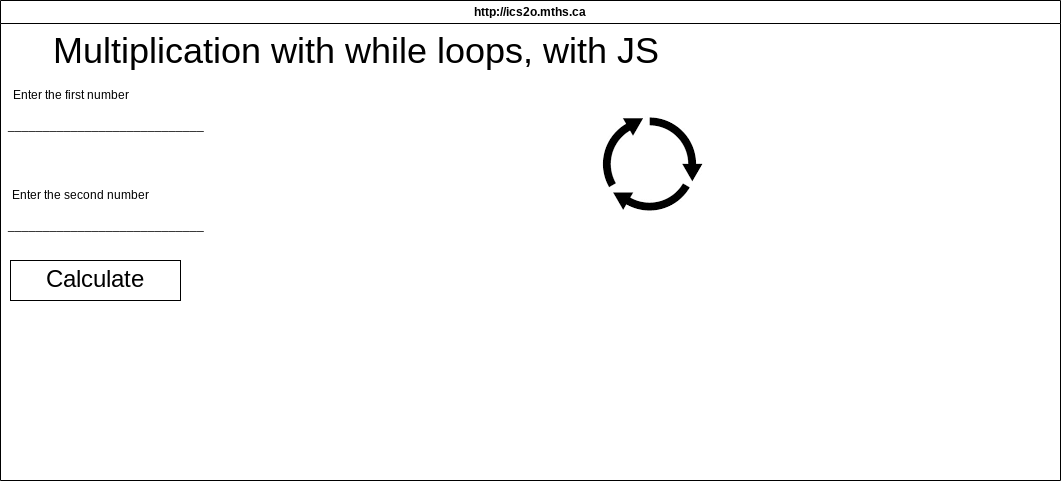 http://ics2o.mths.ca
Multiplication with while loops, with JS
Enter the first number
Enter the second number
Calculate